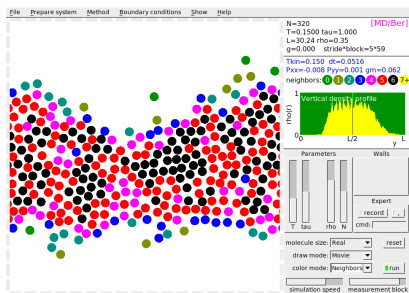 File Prepare system Method Boundary conditions Show Help
N=320 [MD/Ber]
T=0.1500 tau=1.000
L=30.24 rho=0.35
g=0.000 stride*block=5*59
Tkin=0.150 dt=0.0516
Pxx=-0.008 Pyy=0.001 gm=0.062
neighbors: 0 1 2 3 4 5 6 7+
Vertical density profile
rho(r)
1
0
0 1/2 y L
Parameters Walls
Expert
record
T tau rho N cmd:
molecule size: Real reset
draw mode: Movie
color mode: Neighbors run
simulation speed measurement block